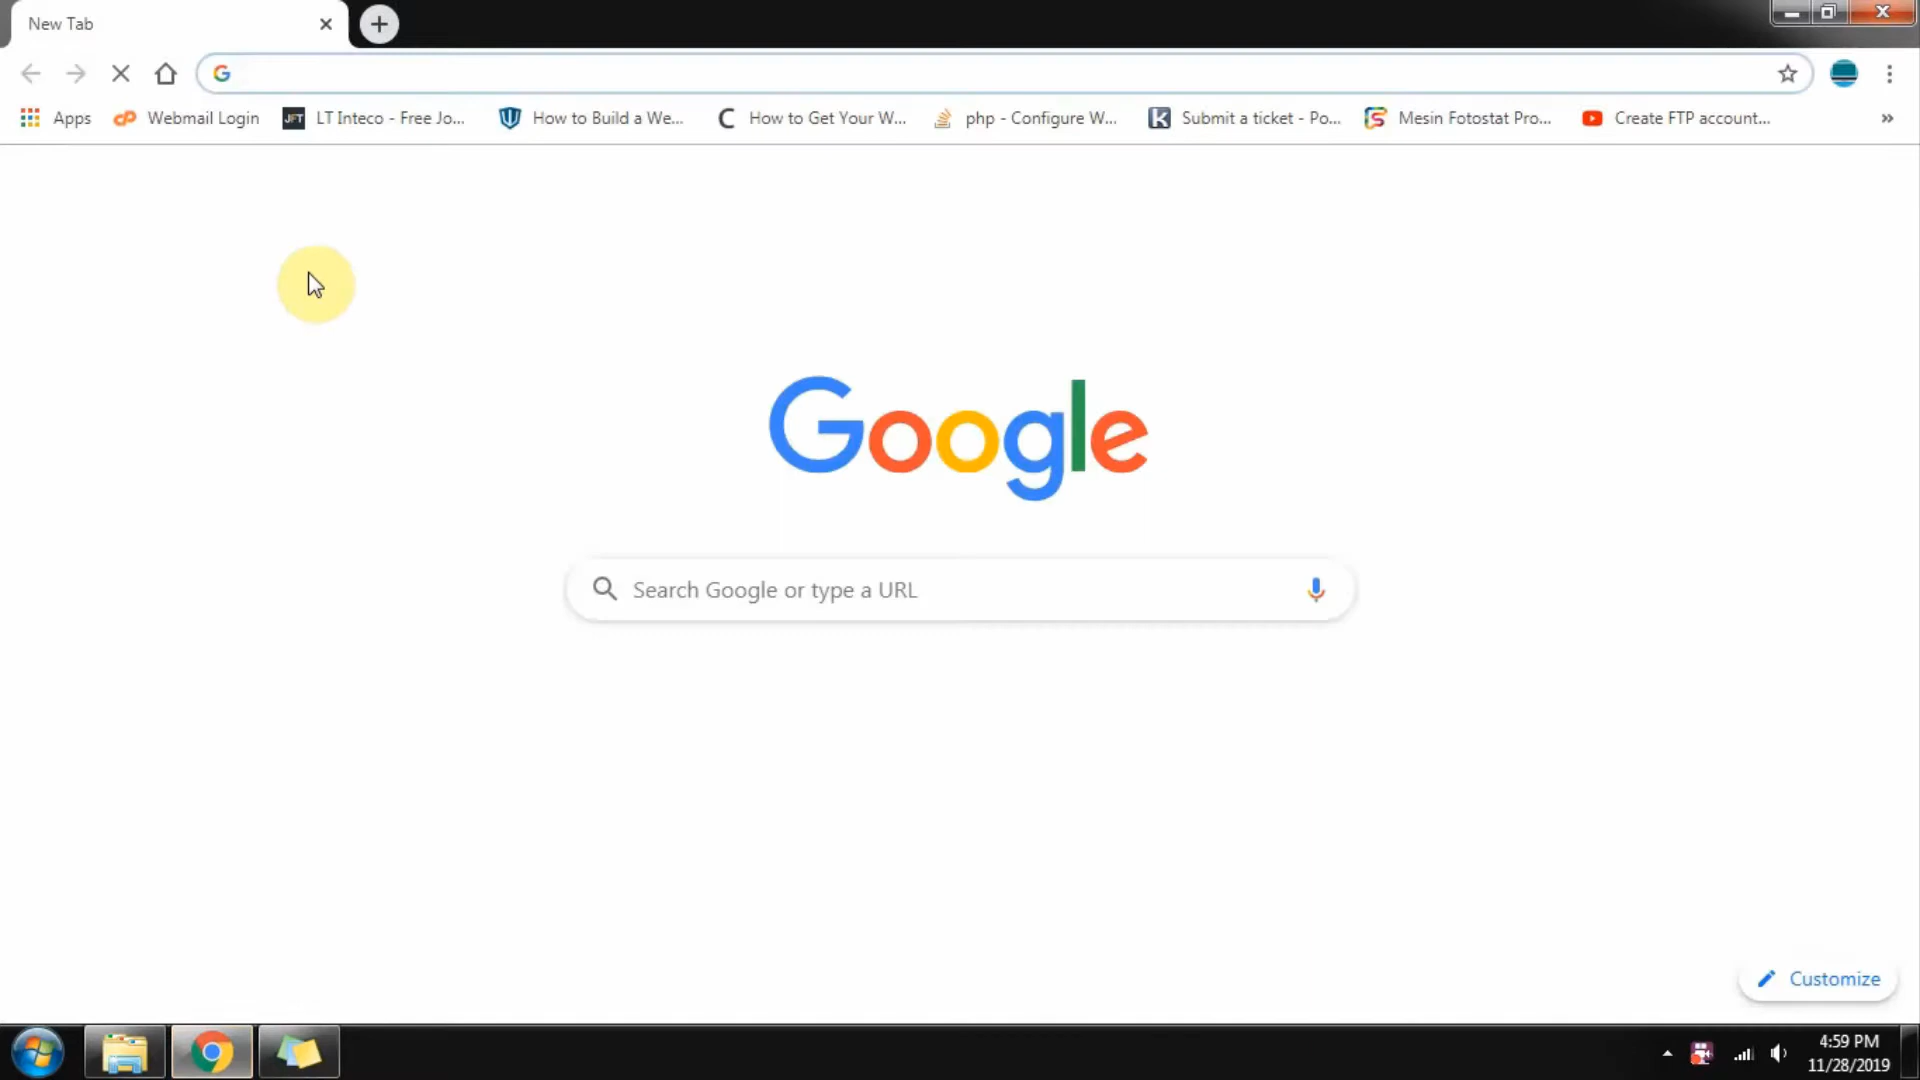 New Tab
Apps
Webmail Login
JFT
LT Inteco - Free Jo...
How to Build a We...
How to Get Your W...
php - Configure W...
Submit a ticket - Po...
Mesin Fotostat Pro...
Create FTP account...
Google
Search Google or type a URL
Customize
4:59 PM
11/28/2019